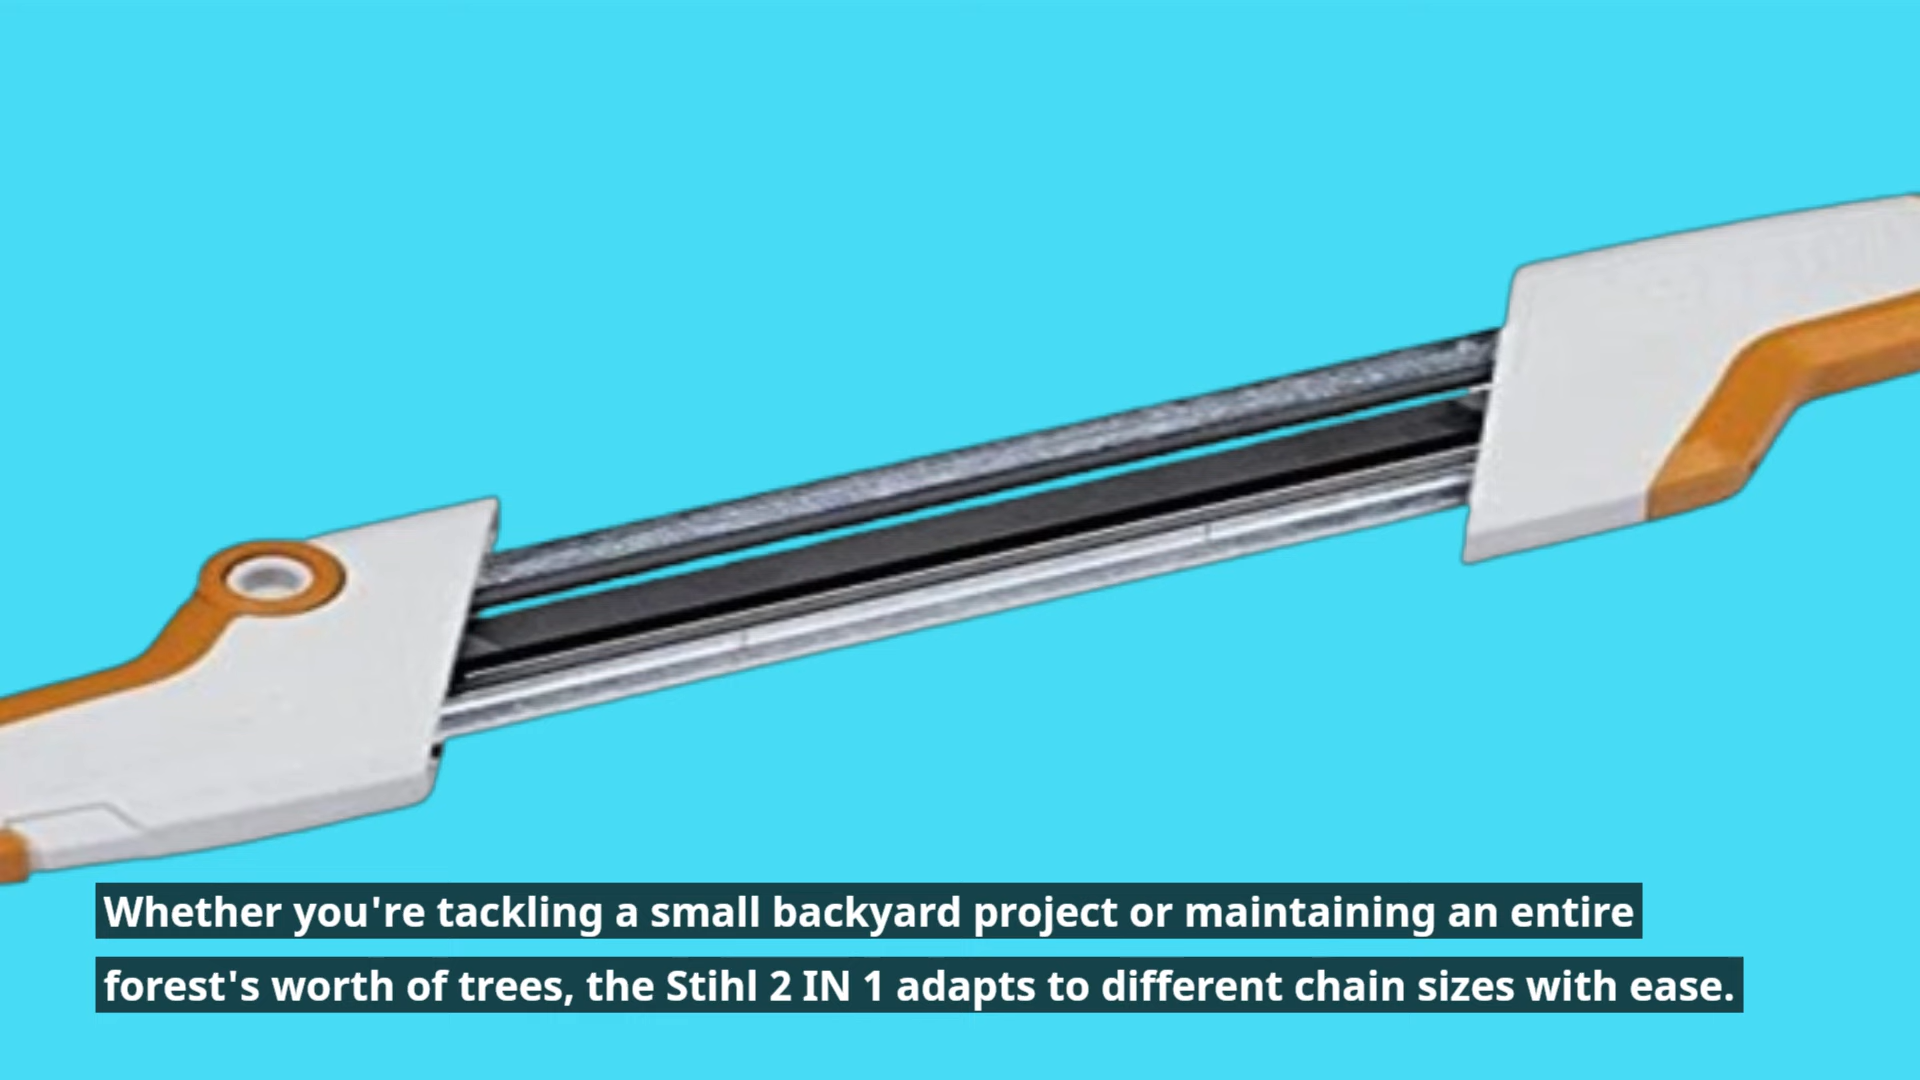 Whether you're tackling a small backyard project or maintaining an entire
forest's worth of trees, the Stihl 2 IN 1 adapts to different chain sizes with ease.